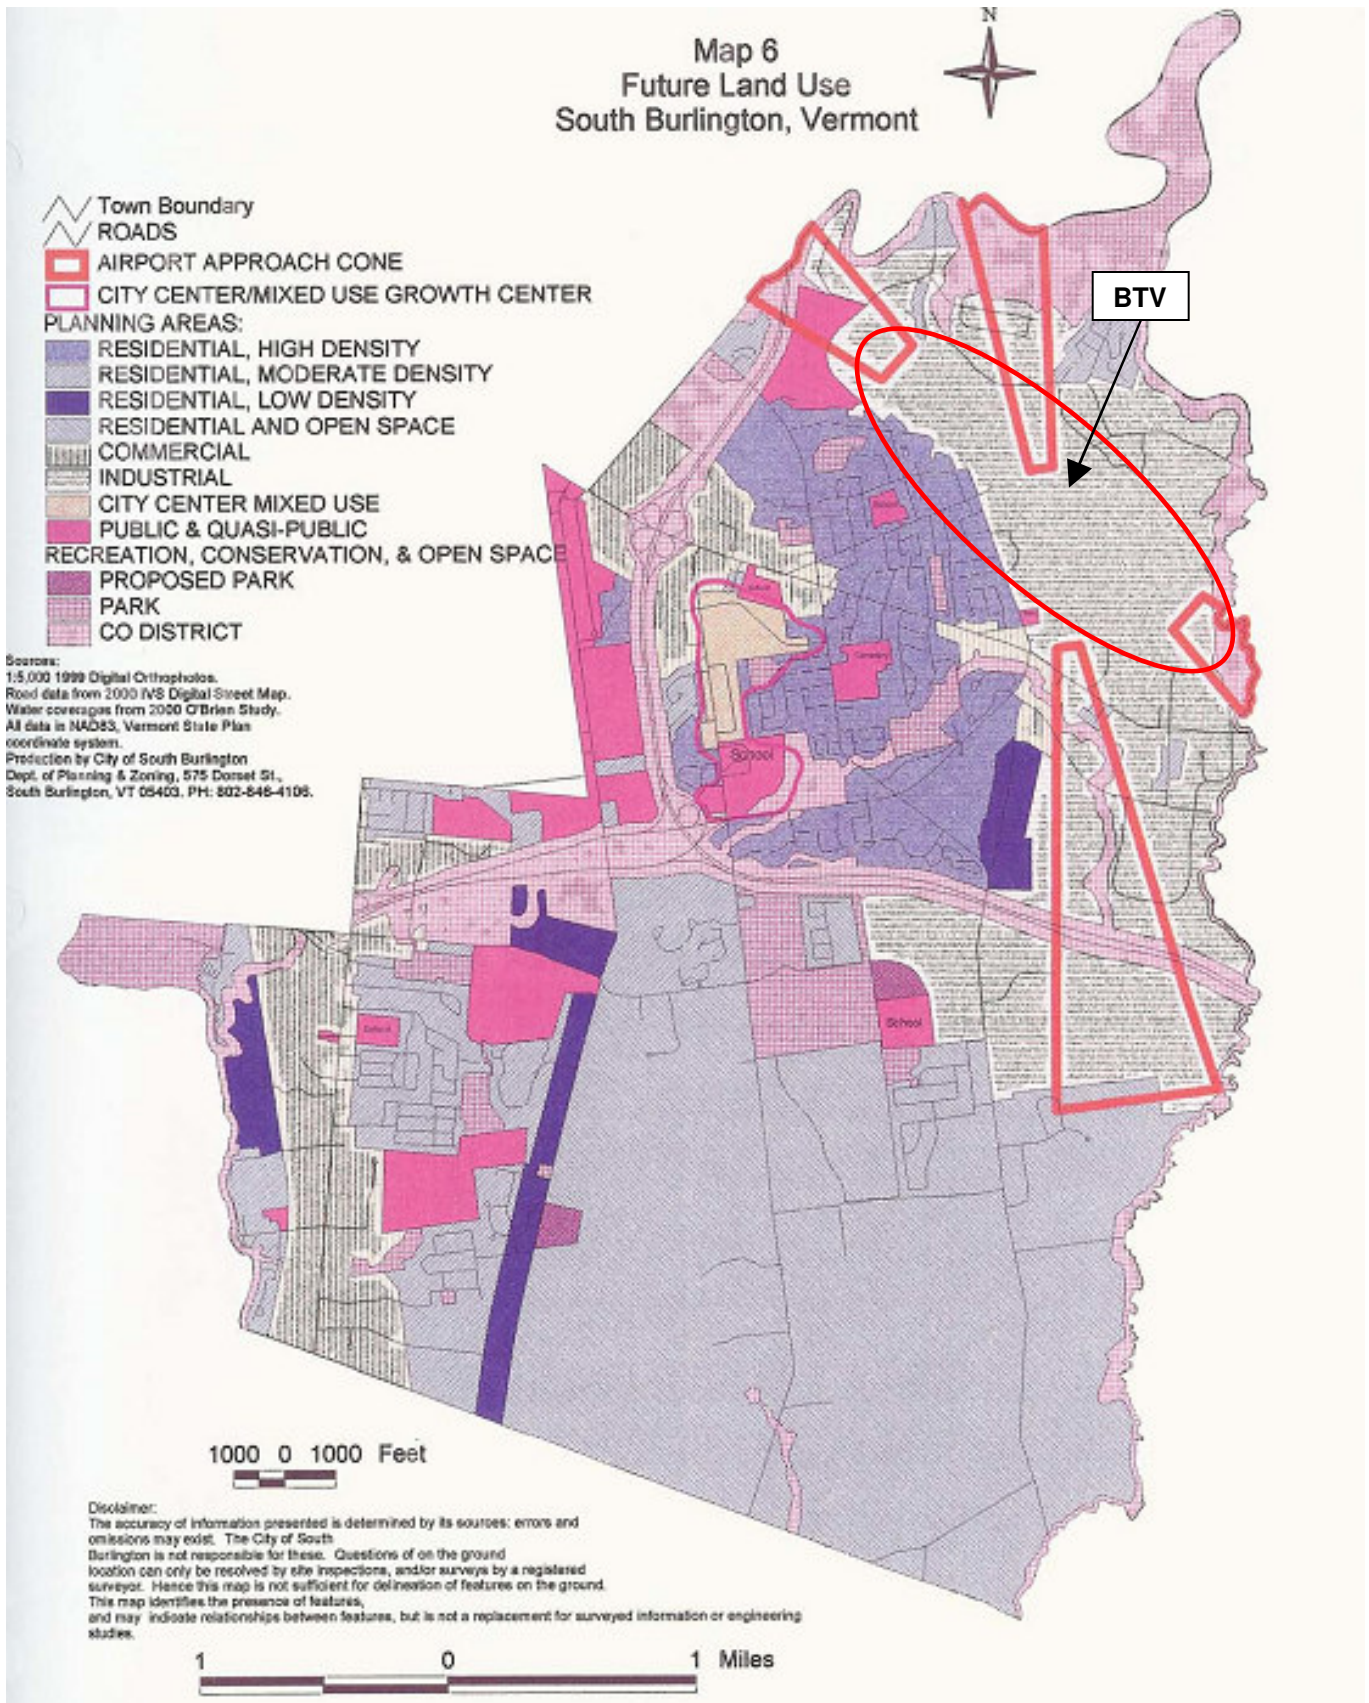 N
Map 6
Future Land Use
South Burlington, Vermont
Town Boundary
ROADS
AIRPORT APPROACH CONE
CITY CENTER/MIXED USE GROWTH CENTER
PLANNING AREAS:
RESIDENTIAL, HIGH DENSITY
RESIDENTIAL, MODERATE DENSITY
RESIDENTIAL, LOW DENSITY
RESIDENTIAL AND OPEN SPACE
COMMERCIAL
INDUSTRIAL
CITY CENTER MIXED USE
PUBLIC & QUASI-PUBLIC
RECREATION, CONSERVATION, & OPEN SPACE
PROPOSED PARK
PARK
CO DISTRICT
BTV
Sources:
1:5,000 1999 Digital Orthophotos.
Road data from 2000 IVS Digital Street Map.
Water coverages from 2000 O'Brien Study.
All data in NAD83, Vermont State Plan
coordinate system.
Production by City of South Burlington
Dept. of Planning & Zoning, 575 Dorset St.,
South Burlington, VT 05403. PH: 802-846-4106.
School
School
School
1000 0 1000 Feet
Disclaimer:
The accuracy of information presented is determined by its sources: errors and
omissions may exist. The City of South
Burlington is not responsible for these. Questions of on the ground
location can only be resolved by site inspections, and/or surveys by a registered
surveyor. Hence this map is not sufficient for delineation of features on the ground.
This map identifies the presence of features,
and may indicate relationships between features, but is not a replacement for surveyed information or engineering
studies.
1 0 1 Miles